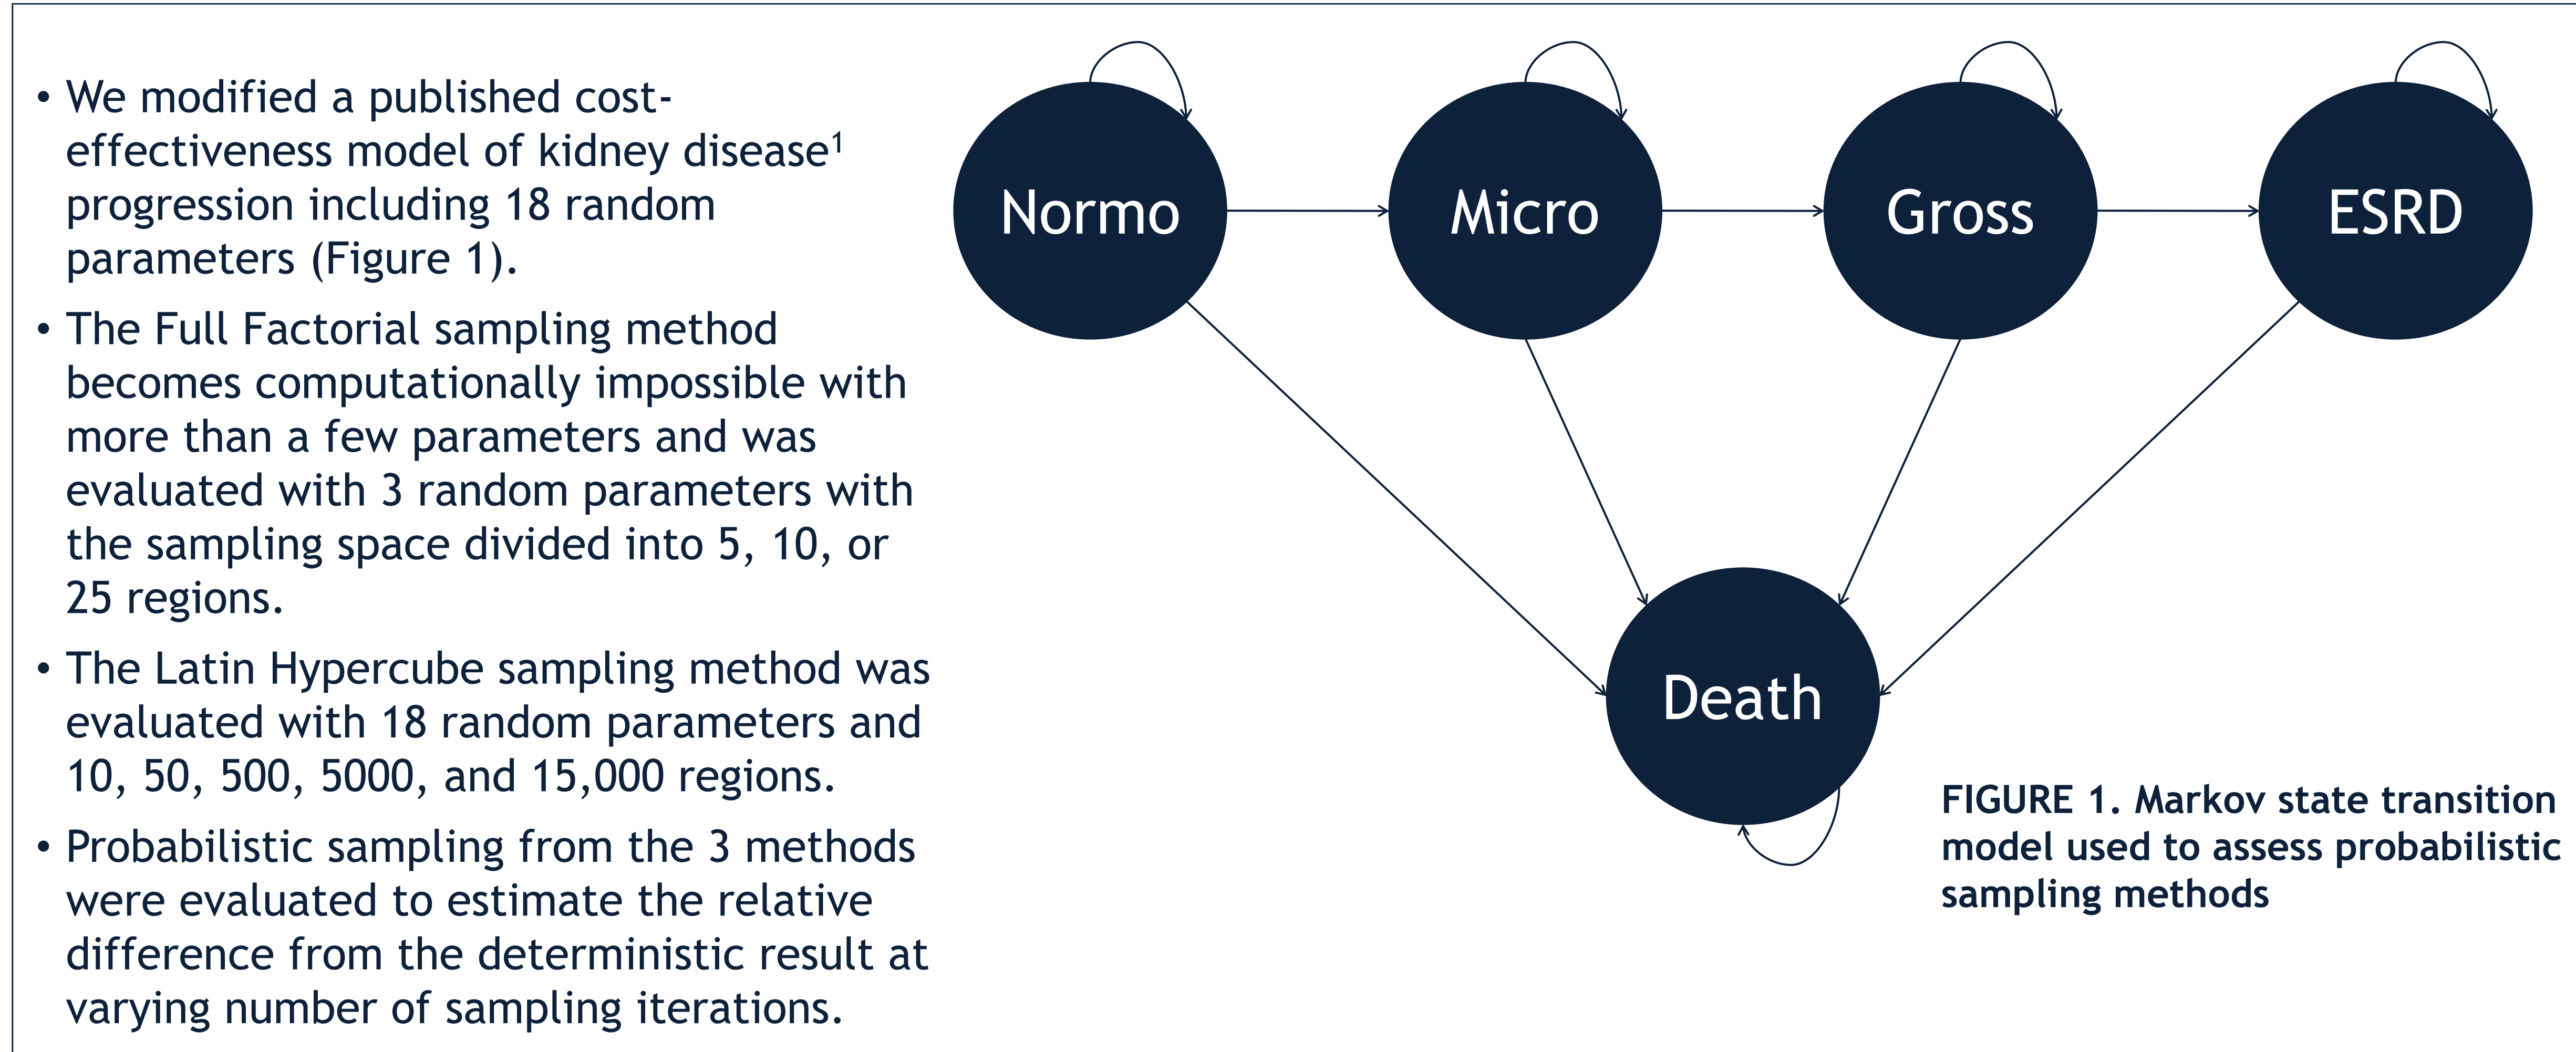 • We modified a published cost-
effectiveness model of kidney disease¹
progression including 18 random
parameters (Figure 1).
• The Full Factorial sampling method
becomes computationally impossible with
more than a few parameters and was
evaluated with 3 random parameters with
the sampling space divided into 5, 10, or
25 regions.
• The Latin Hypercube sampling method was
evaluated with 18 random parameters and
10, 50, 500, 5000, and 15,000 regions.
• Probabilistic sampling from the 3 methods
were evaluated to estimate the relative
difference from the deterministic result at
varying number of sampling iterations.
Normo
Micro
Gross
ESRD
Death
FIGURE 1. Markov state transition
model used to assess probabilistic
sampling methods